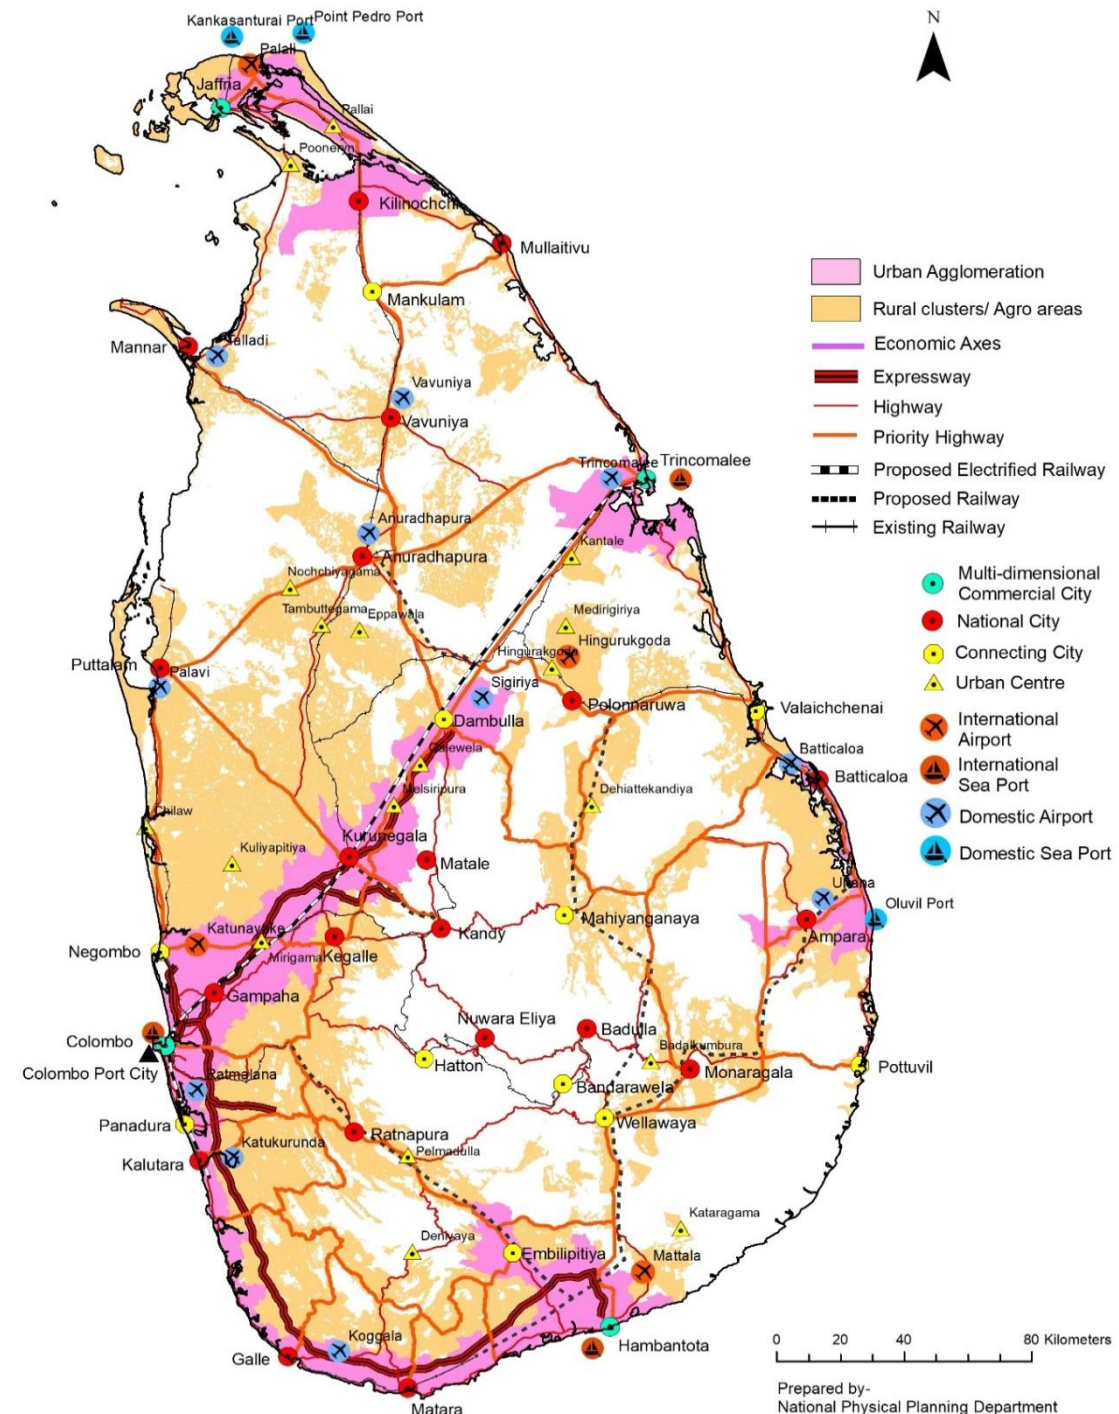 Kankasanturai Port
Point Pedro Port
N
Palali
Jaffna
Pallai
Pooneryn
Kilinochchi
Mullaitivu
Mankulam
Mannar
Talladi
Vavuniya
Vavuniya
Trincomalee
Trincomalee
Anuradhapura
Anuradhapura
Kantale
Nochchiyagama
Tambuttegama
Eppawala
Medirigiriya
Hingurukgoda
Hingurakgoda
Puttalam
Palavi
Sigiriya
Polonnaruwa
Dambulla
Valaichchenai
Galewela
Batticaloa
Batticaloa
Melsiripura
Dehiattekandiya
Chilaw
Kurunegala
Kuliyapitiya
Matale
Uhana
Oluvil Port
Mahiyanganaya
Ampara
Katunayake
Kandy
Negombo
Mirigama
Kegalle
Gampaha
Nuwara Eliya
Badulla
Colombo
Badalkumbura
Hatton
Monaragala
Pottuvil
Colombo Port City
Ratmalana
Bandarawela
Panadura
Wellawaya
Ratnapura
Katukurunda
Pelmadulla
Kalutara
Kataragama
Deniyaya
Embilipitiya
Mattala
Koggala
Hambantota
Galle
Matara
Urban Agglomeration
Rural clusters/ Agro areas
Economic Axes
Expressway
Highway
Priority Highway
Proposed Electrified Railway
Proposed Railway
Existing Railway
Multi-dimensional
Commercial City
National City
Connecting City
Urban Centre
International
Airport
International
Sea Port
Domestic Airport
Domestic Sea Port
0 20 40 80 Kilometers
Prepared by-
National Physical Planning Department